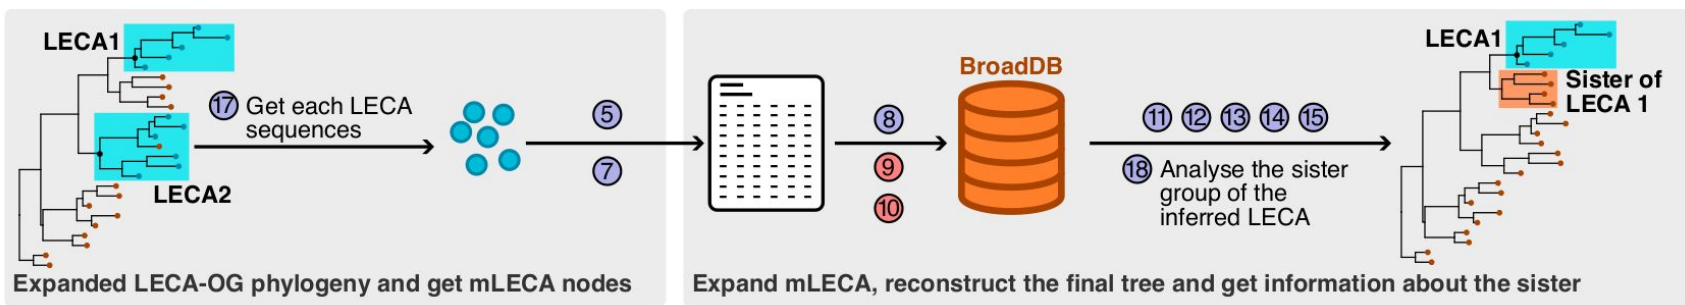 LECA1
LECA2
17 Get each LECA
sequences
5
7
Expanded LECA-OG phylogeny and get mLECA nodes
8
9
10
BroadDB
11 12 13 14 15
18 Analyse the sister
group of the
inferred LECA
LECA1
Sister of
LECA 1
Expand mLECA, reconstruct the final tree and get information about the sister